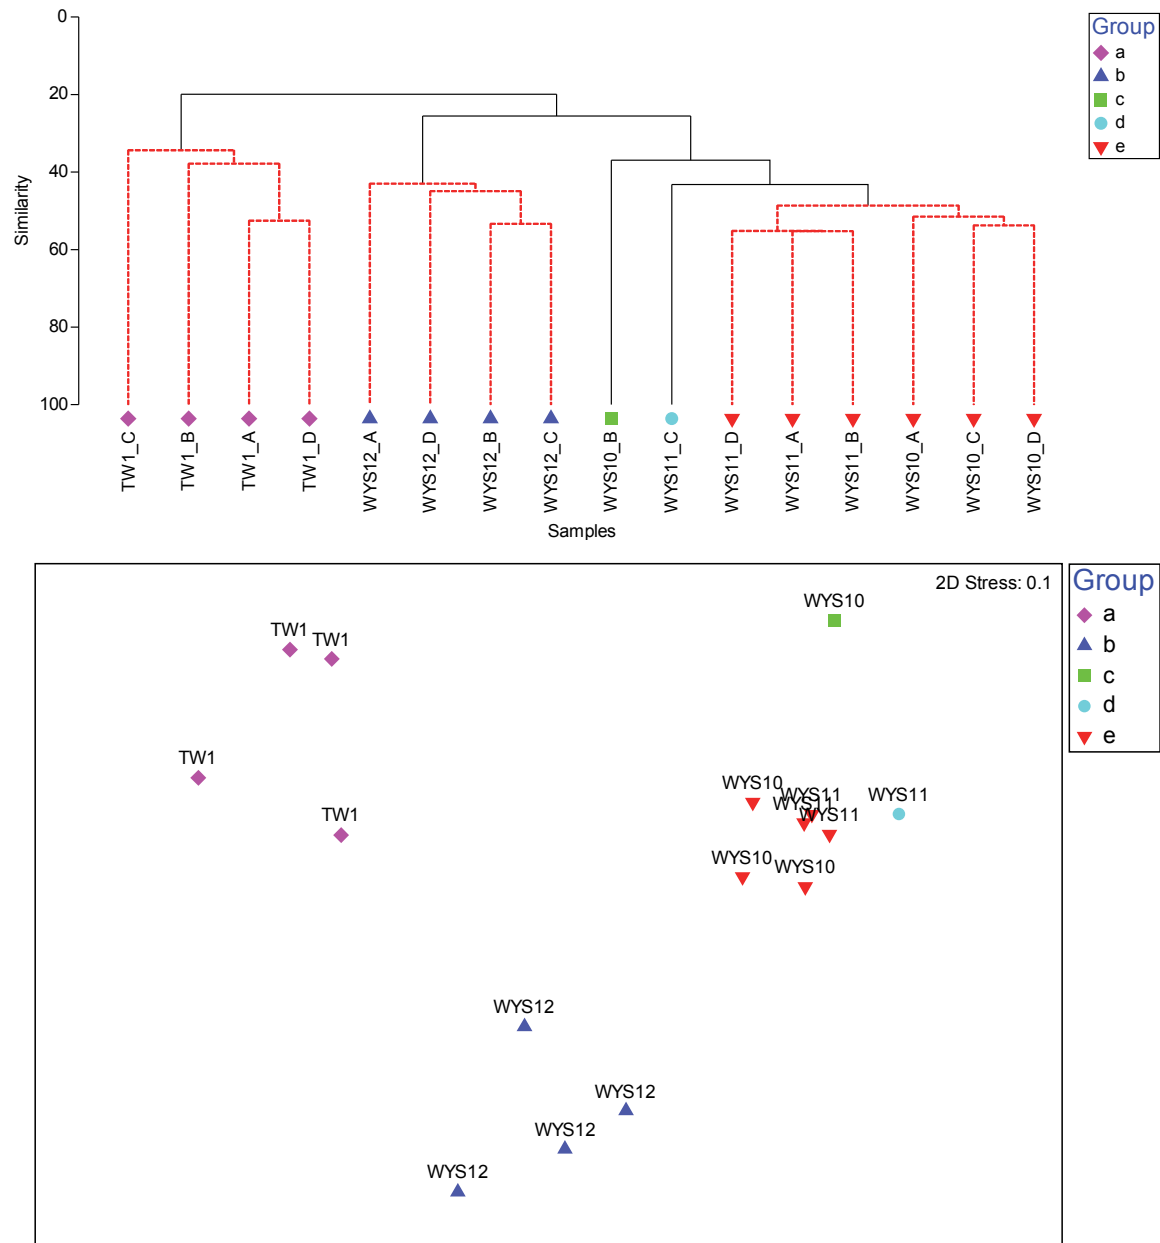 Group
a
b
c
d
e
0
20
40
60
80
100
Similarity
TW1_C
TW1_B
TW1_A
TW1_D
WYS12_A
WYS12_D
WYS12_B
WYS12_C
WYS10_B
WYS11_C
WYS11_D
WYS11_A
WYS11_B
WYS10_A
WYS10_C
WYS10_D
Samples
2D Stress: 0.1
Group
a
b
c
d
e
WYS10
TW1
TW1
TW1
TW1
WYS10
WYS11
WYS11
WYS11
WYS11
WYS10
WYS10
WYS12
WYS12
WYS12
WYS12